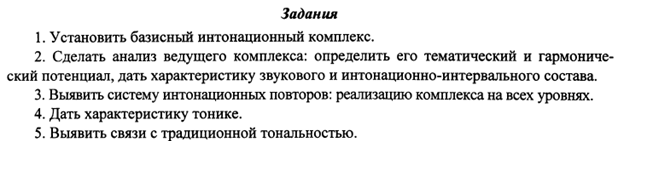 Задания
1. Установить базисный интонационный комплекс.
2. Сделать анализ ведущего комплекса: определить его тематический и гармониче-
ский потенциал, дать характеристику звукового и интонационно-интервального состава.
3. Выявить систему интонационных повторов: реализацию комплекса на всех уровнях.
4. Дать характеристику тонике.
5. Выявить связи с традиционной тональностью.